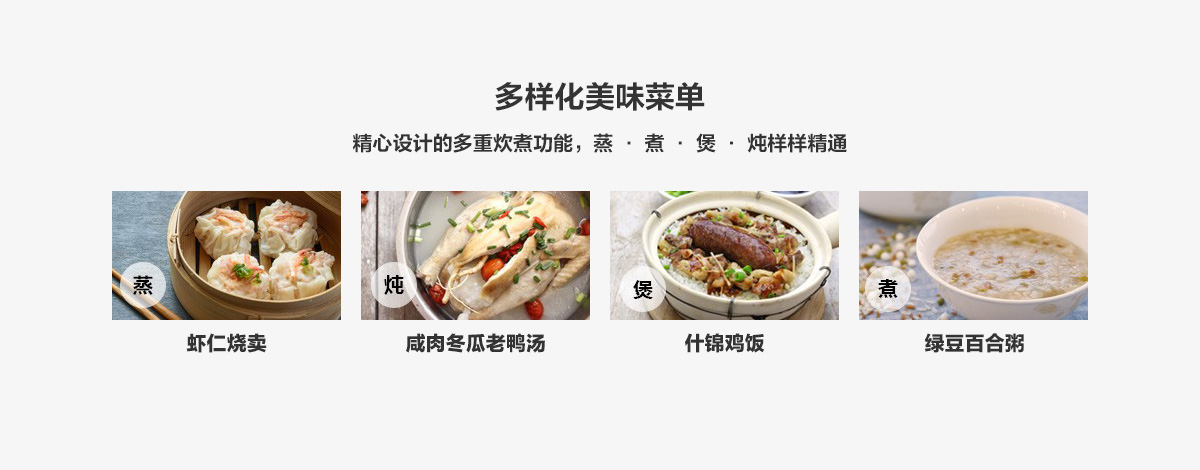 多样化美味菜单
精心设计的多重炊煮功能，蒸 · 煮 · 煲 · 炖样样精通
蒸
炖
煲
煮
虾仁烧卖
咸肉冬瓜老鸭汤
什锦鸡饭
绿豆百合粥